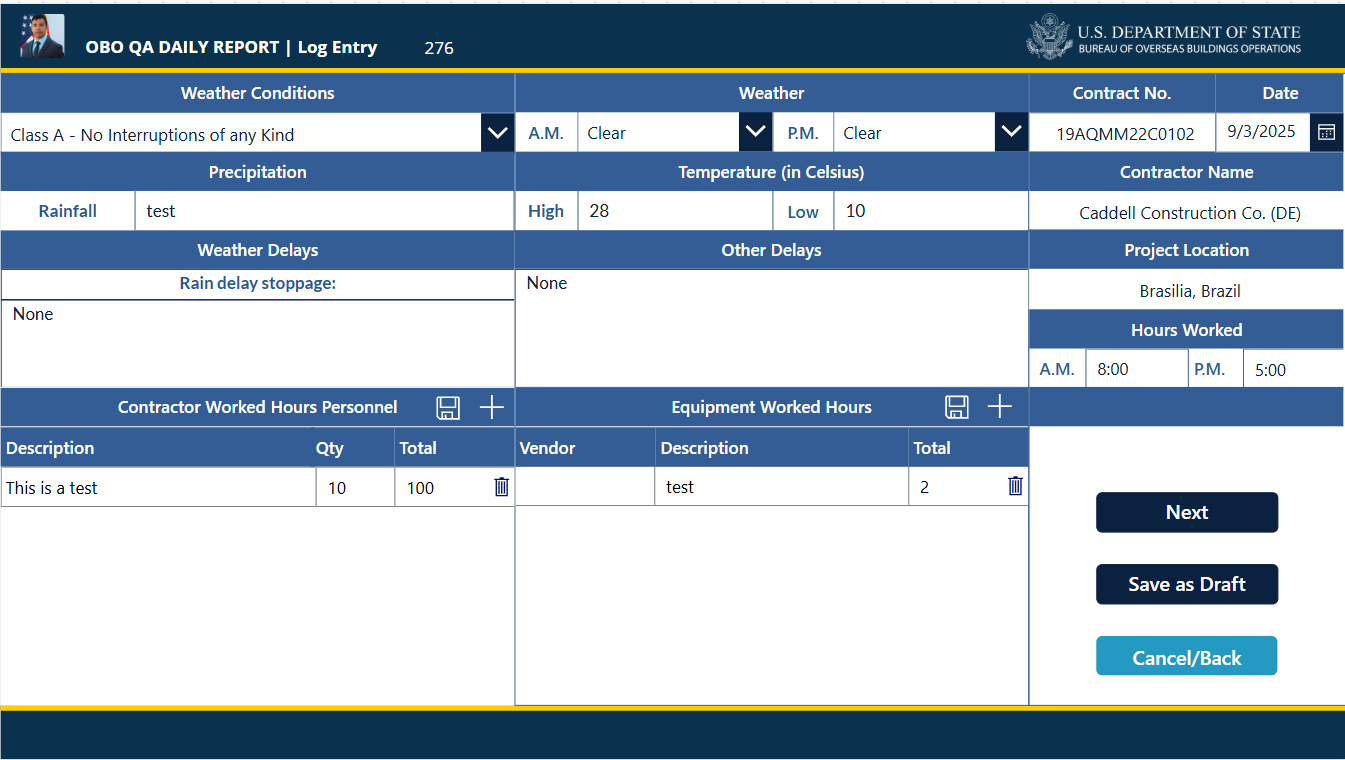 OBO QA DAILY REPORT | Log Entry 276
U.S. DEPARTMENT OF STATE
BUREAU OF OVERSEAS BUILDINGS OPERATIONS
Weather Conditions Weather Contract No. Date
Class A - No Interruptions of any Kind A.M. Clear P.M. Clear 19AQMM22C0102 9/3/2025
Precipitation Temperature (in Celsius) Contractor Name
Rainfall test High 28 Low 10 Caddell Construction Co. (DE)
Weather Delays Other Delays Project Location
Rain delay stoppage: None Brasilia, Brazil
None
Hours Worked
A.M. 8:00 P.M. 5:00
Contractor Worked Hours Personnel Equipment Worked Hours
Description Qty Total Vendor Description Total
This is a test 10 100 test 2
Next
Save as Draft
Cancel/Back